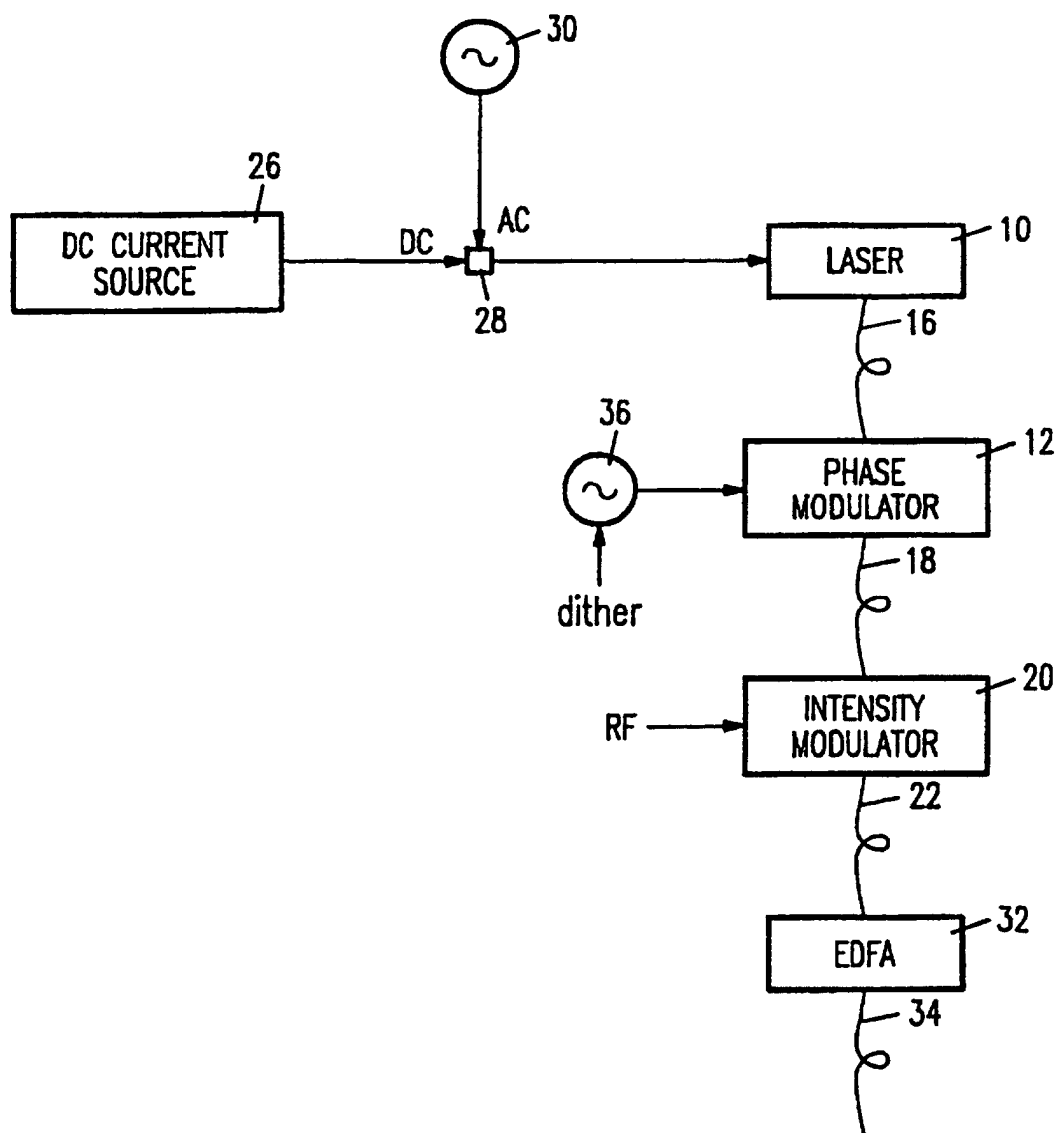 30
26
DC CURRENT
SOURCE
DC
AC
28
10
LASER
16
36
12
PHASE
MODULATOR
18
dither
20
INTENSITY
MODULATOR
RF
22
32
EDFA
34